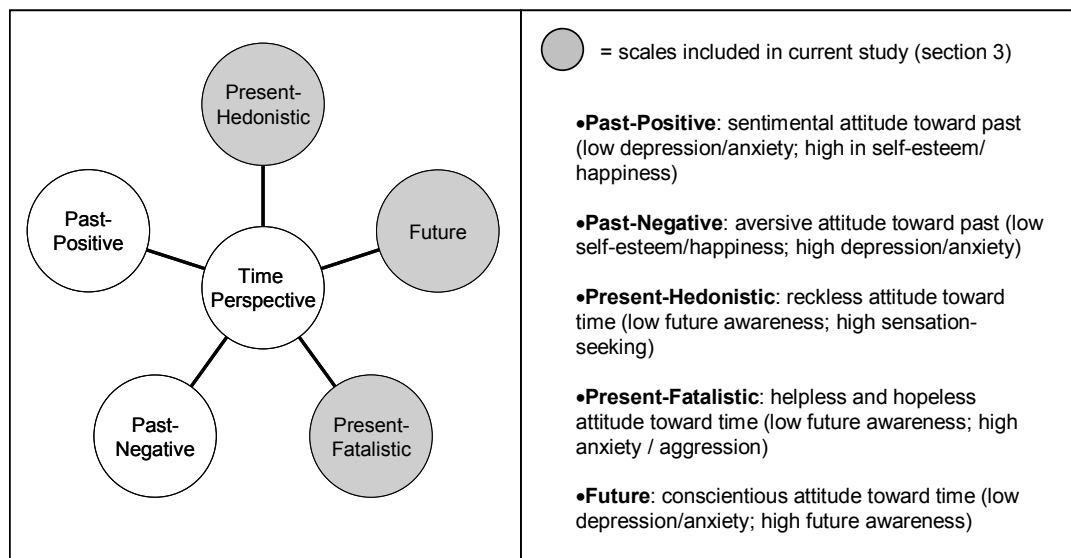 Present-
Hedonistic
Past-
Positive
Future
Time
Perspective
Past-
Negative
Present-
Fatalistic
= scales included in current study (section 3)
•Past-Positive: sentimental attitude toward past
(low depression/anxiety; high in self-esteem/
happiness)
•Past-Negative: aversive attitude toward past (low
self-esteem/happiness; high depression/anxiety)
•Present-Hedonistic: reckless attitude toward
time (low future awareness; high sensation-
seeking)
•Present-Fatalistic: helpless and hopeless
attitude toward time (low future awareness; high
anxiety / aggression)
•Future: conscientious attitude toward time (low
depression/anxiety; high future awareness)